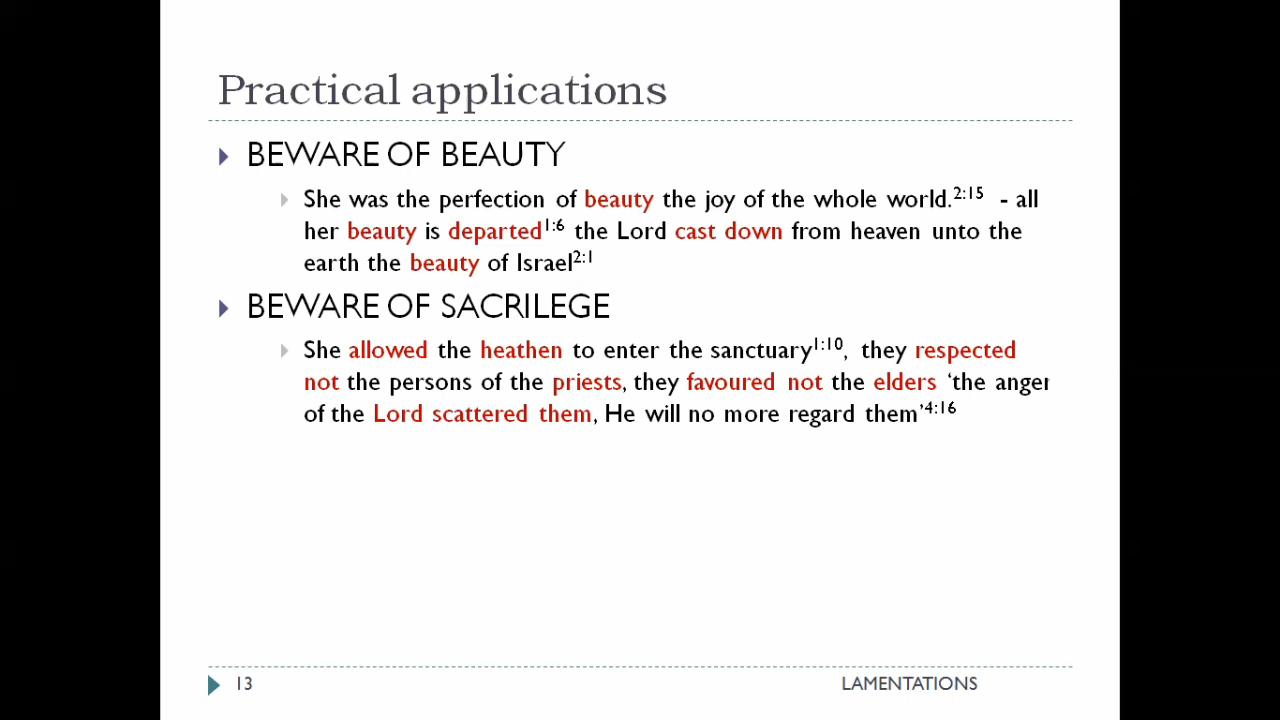 Practical applications
BEWARE OF BEAUTY
She was the perfection of beauty the joy of the whole world.2:15 - all
her beauty is departed1:6 the Lord cast down from heaven unto the
earth the beauty of Israel2:1
BEWARE OF SACRILEGE
She allowed the heathen to enter the sanctuary1:10, they respected
not the persons of the priests, they favoured not the elders ‘the anger
of the Lord scattered them, He will no more regard them’4:16
13
LAMENTATIONS